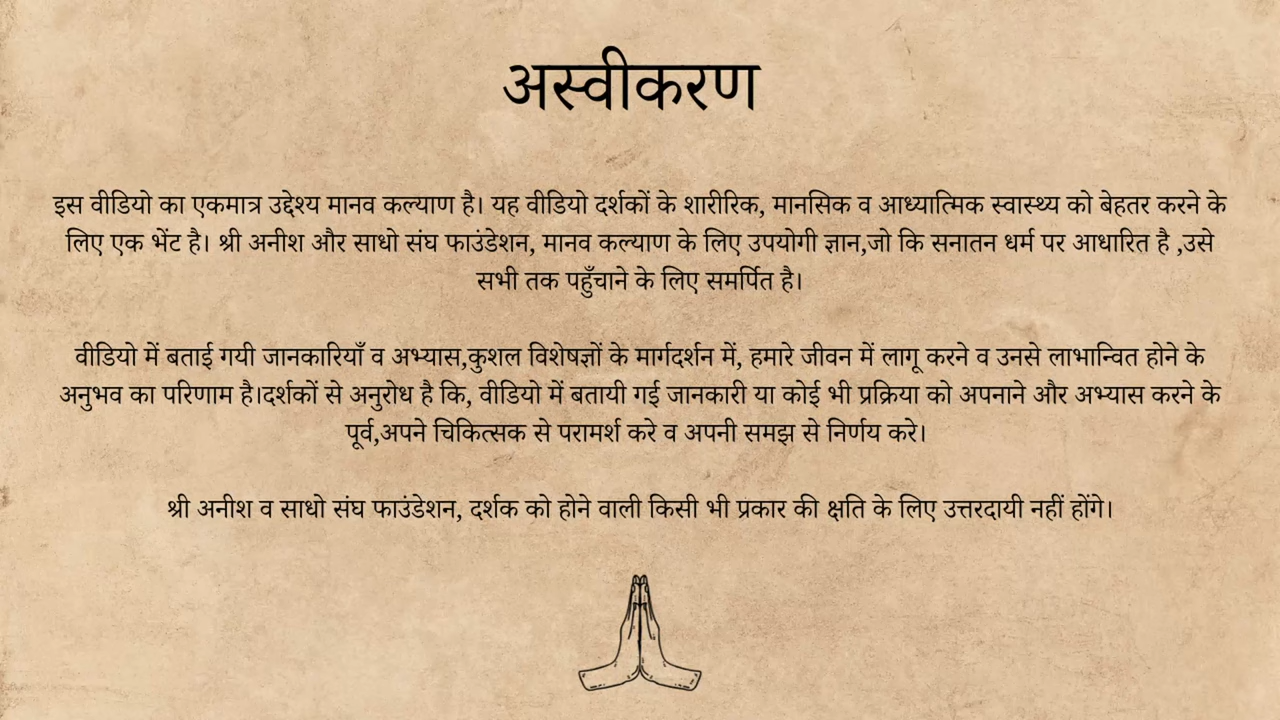 अस्वीकरण
इस वीडियो का एकमात्र उद्देश्य मानव कल्याण है। यह वीडियो दर्शकों के शारीरिक, मानसिक व आध्यात्मिक स्वास्थ्य को बेहतर करने के
लिए एक भेंट है। श्री अनीश और साधो संघ फाउंडेशन, मानव कल्याण के लिए उपयोगी ज्ञान,जो कि सनातन धर्म पर आधारित है ,उसे
सभी तक पहुँचाने के लिए समर्पित है।
वीडियो में बताई गयी जानकारियाँ व अभ्यास,कुशल विशेषज्ञों के मार्गदर्शन में, हमारे जीवन में लागू करने व उनसे लाभान्वित होने के
अनुभव का परिणाम है।दर्शकों से अनुरोध है कि, वीडियो में बतायी गई जानकारी या कोई भी प्रक्रिया को अपनाने और अभ्यास करने के
पूर्व,अपने चिकित्सक से परामर्श करे व अपनी समझ से निर्णय करे।
श्री अनीश व साधो संघ फाउंडेशन, दर्शक को होने वाली किसी भी प्रकार की क्षति के लिए उत्तरदायी नहीं होंगे।